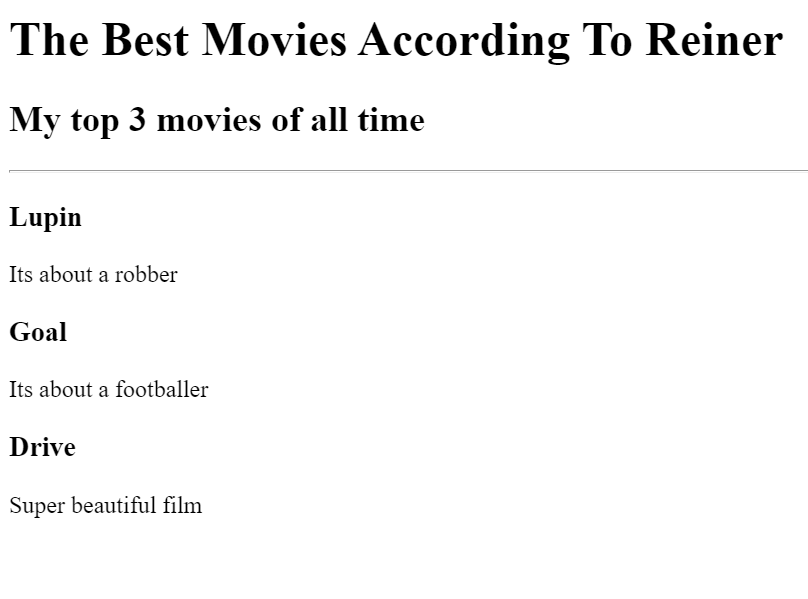 The Best Movies According To Reiner
My top 3 movies of all time
Lupin
Its about a robber
Goal
Its about a footballer
Drive
Super beautiful film